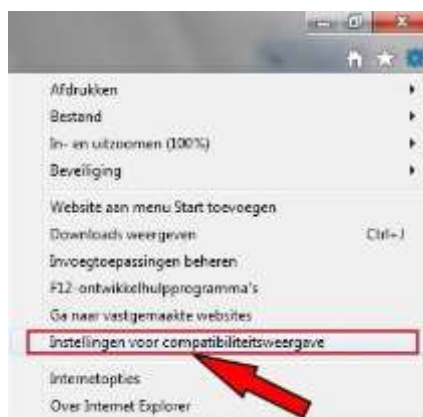 Afdrukken
Bestand
In- en uitzoomen (100%)
Beveiliging
Website aan menu Start toevoegen
Downloads weergeven Ctrl+J
Invoegtoepassingen beheren
F12-ontwikkelhulpprogramma's
Ga naar vastgemaakte websites
Instellingen voor compatibiliteitsweergave
Internetopties
Over Internet Explorer